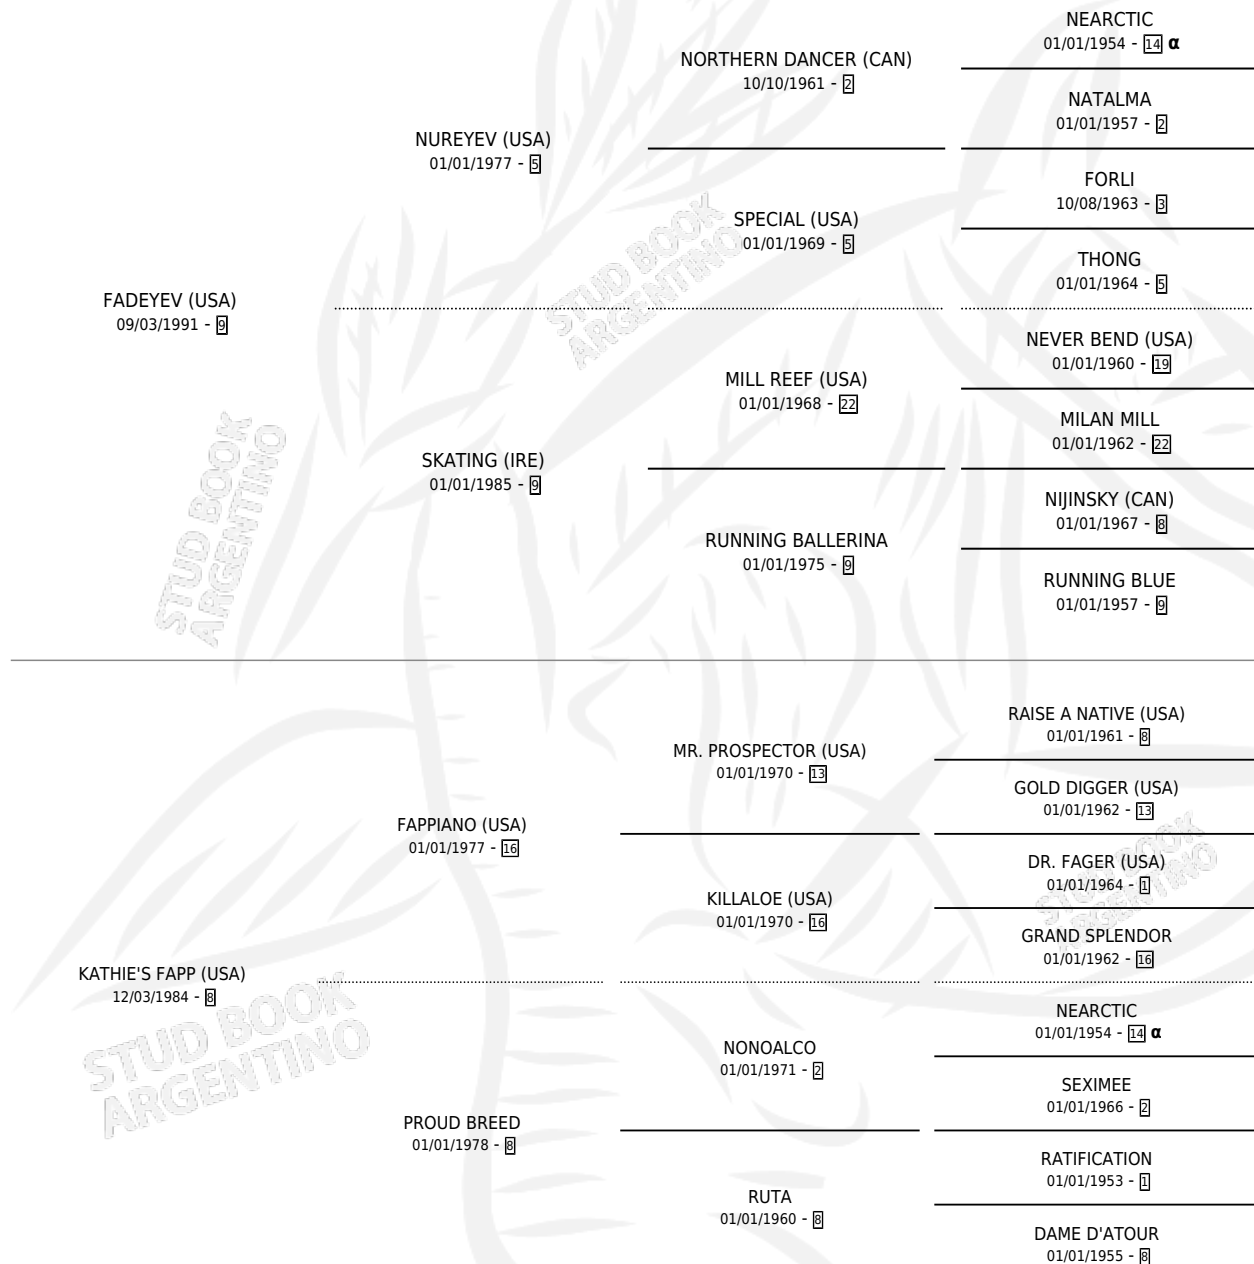 NEARCTIC
01/01/1954 - 14 α
NORTHERN DANCER (CAN)
10/10/1961 - 2
NATALMA
01/01/1957 - 2
NUREYEV (USA)
01/01/1977 - 5
FORLI
10/08/1963 - 3
SPECIAL (USA)
01/01/1969 - 5
THONG
01/01/1964 - 5
FADEYEV (USA)
09/03/1991 - 9
NEVER BEND (USA)
01/01/1960 - 19
MILL REEF (USA)
01/01/1968 - 22
MILAN MILL
01/01/1962 - 22
SKATING (IRE)
01/01/1985 - 9
NIJINSKY (CAN)
01/01/1967 - 8
RUNNING BALLERINA
01/01/1975 - 9
RUNNING BLUE
01/01/1957 - 9
RAISE A NATIVE (USA)
01/01/1961 - 8
MR. PROSPECTOR (USA)
01/01/1970 - 13
GOLD DIGGER (USA)
01/01/1962 - 13
FAPPIANO (USA)
01/01/1977 - 16
DR. FAGER (USA)
01/01/1964 - 1
KILLALOE (USA)
01/01/1970 - 16
GRAND SPLENDOR
01/01/1962 - 16
KATHIE'S FAPP (USA)
12/03/1984 - 8
NEARCTIC
01/01/1954 - 14 α
NONOALCO
01/01/1971 - 2
SEXIMEE
01/01/1966 - 2
PROUD BREED
01/01/1978 - 8
RATIFICATION
01/01/1953 - 1
RUTA
01/01/1960 - 8
DAME D'ATOUR
01/01/1955 - 8
STUD BOOK
ARGENTINO
STUD BOOK
ARGENTINO
STUD BOOK
ARGENTINO
STUD BOOK
ARGENTINO